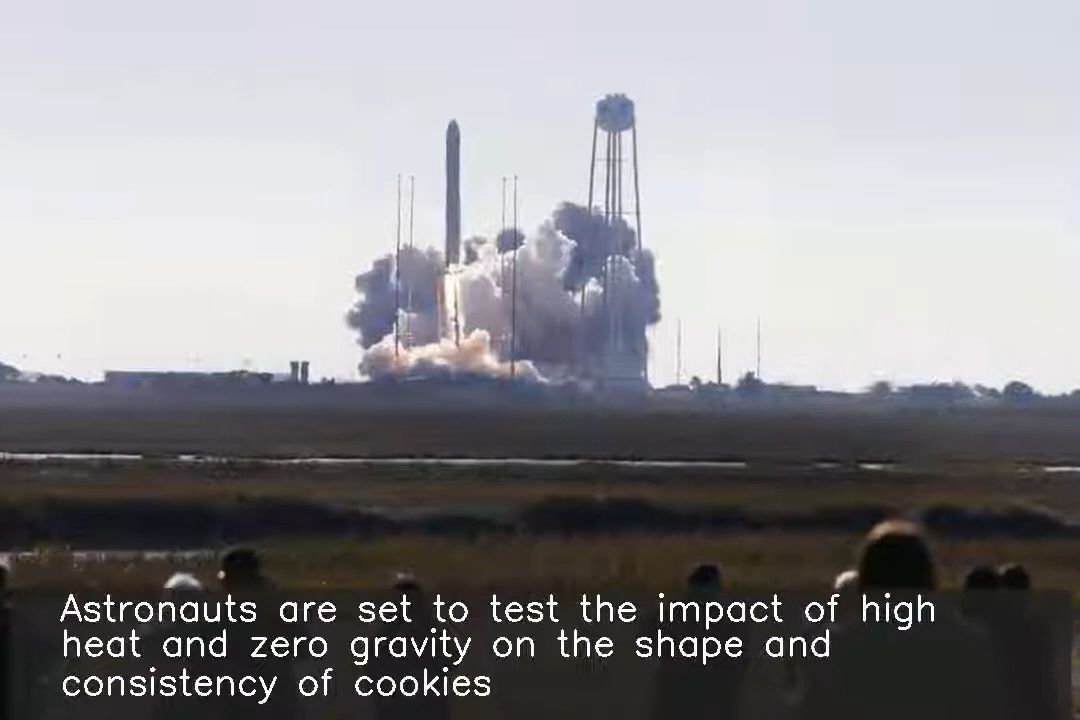 Astronauts are set to test the impact of high
heat and zero gravity on the shape and
consistency of cookies